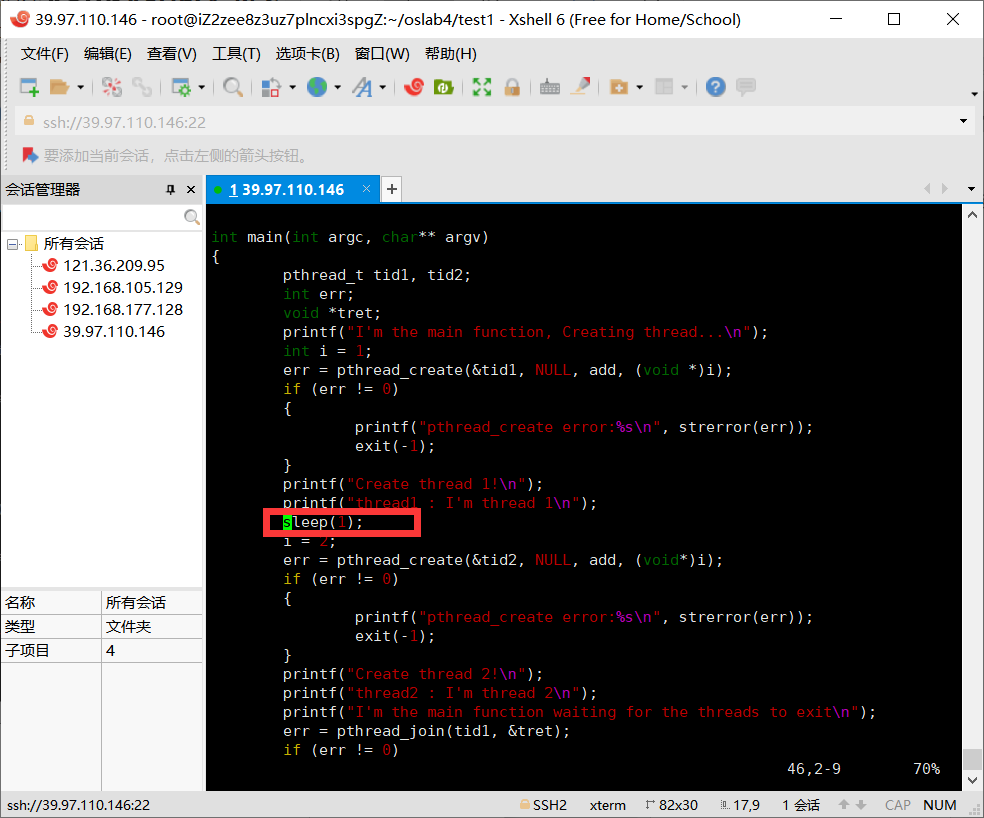 39.97.110.146 - root@iZ2zee8z3uz7plncxi3spgZ:~/oslab4/test1 - Xshell 6 (Free for Home/School)
文件(F) 编辑(E) 查看(V) 工具(T) 选项卡(B) 窗口(W) 帮助(H)
ssh://39.97.110.146:22
要添加当前会话，点击左侧的箭头按钮。
会话管理器
1 39.97.110.146
所有会话
121.36.209.95
192.168.105.129
192.168.177.128
39.97.110.146
名称 所有会话
类型 文件夹
子项目 4
int main(int argc, char** argv)
{
pthread_t tid1, tid2;
int err;
void *tret;
printf("I'm the main function, Creating thread...\n");
int i = 1;
err = pthread_create(&tid1, NULL, add, (void *)i);
if (err != 0)
{
printf("pthread_create error:%s\n", strerror(err));
exit(-1);
}
printf("Create thread 1!\n");
printf("thread1 : I'm thread 1\n");
sleep(1);
i = 2;
err = pthread_create(&tid2, NULL, add, (void*)i);
if (err != 0)
{
printf("pthread_create error:%s\n", strerror(err));
exit(-1);
}
printf("Create thread 2!\n");
printf("thread2 : I'm thread 2\n");
printf("I'm the main function waiting for the threads to exit\n");
err = pthread_join(tid1, &tret);
if (err != 0)
46,2-9 70%
ssh://39.97.110.146:22 SSH2 xterm 82x30 17,9 1 会话 CAP NUM